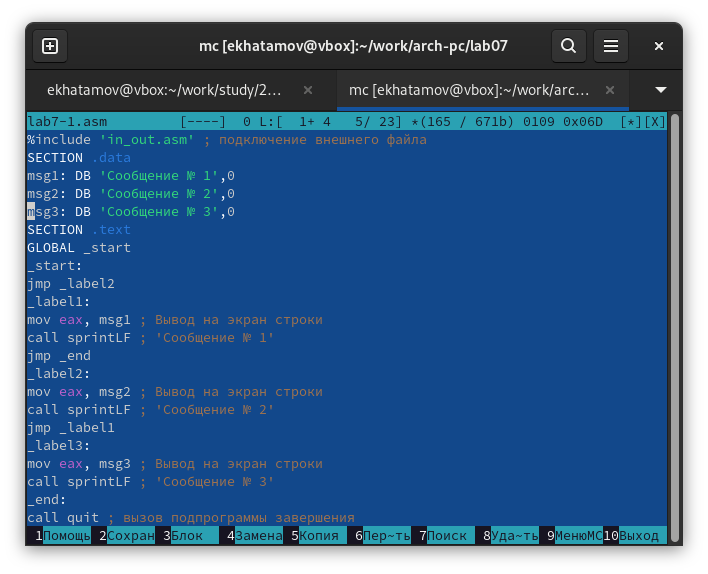 mc [ekhatamov@vbox]:~/work/arch-pc/lab07
ekhatamov@vbox:~/work/study/2...
mc [ekhatamov@vbox]:~/work/arc...
lab7-1.asm [----] 0 L:[ 1+ 4 5/ 23] *(165 / 671b) 0109 0x06D [*][X]
%include 'in_out.asm' ; подключение внешнего файла
SECTION .data
msg1: DB 'Сообщение № 1',0
msg2: DB 'Сообщение № 2',0
msg3: DB 'Сообщение № 3',0
SECTION .text
GLOBAL _start
_start:
jmp _label2
_label1:
mov eax, msg1 ; Вывод на экран строки
call sprintLF ; 'Сообщение № 1'
jmp _end
_label2:
mov eax, msg2 ; Вывод на экран строки
call sprintLF ; 'Сообщение № 2'
jmp _label1
_label3:
mov eax, msg3 ; Вывод на экран строки
call sprintLF ; 'Сообщение № 3'
_end:
call quit ; вызов подпрограммы завершения
1Помощь 2Сохран 3Блок 4Замена 5Копия 6Пер~ть 7Поиск 8Уда~ть 9МенюMC 10Выход